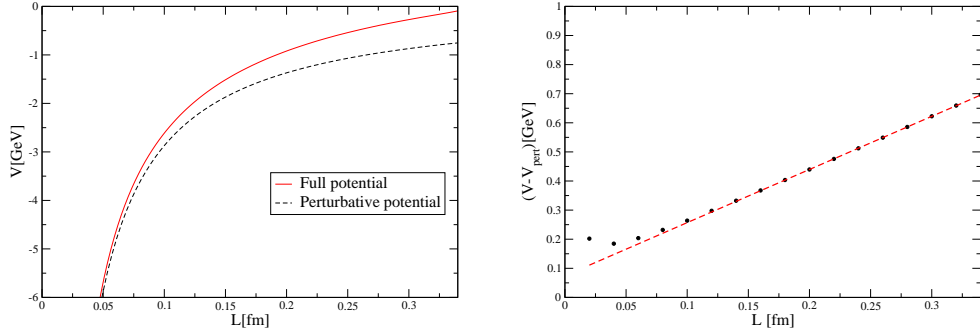 0
-1
-2
-3
-4
-5
-6
V[GeV]
Full potential
Perturbative potential
0 0.05 0.1 0.15 0.2 0.25 0.3
L[fm]
1
0.9
0.8
0.7
0.6
0.5
0.4
0.3
0.2
0.1
0
(V-Vpert)[GeV]
0 0.05 0.1 0.15 0.2 0.25 0.3
L [fm]